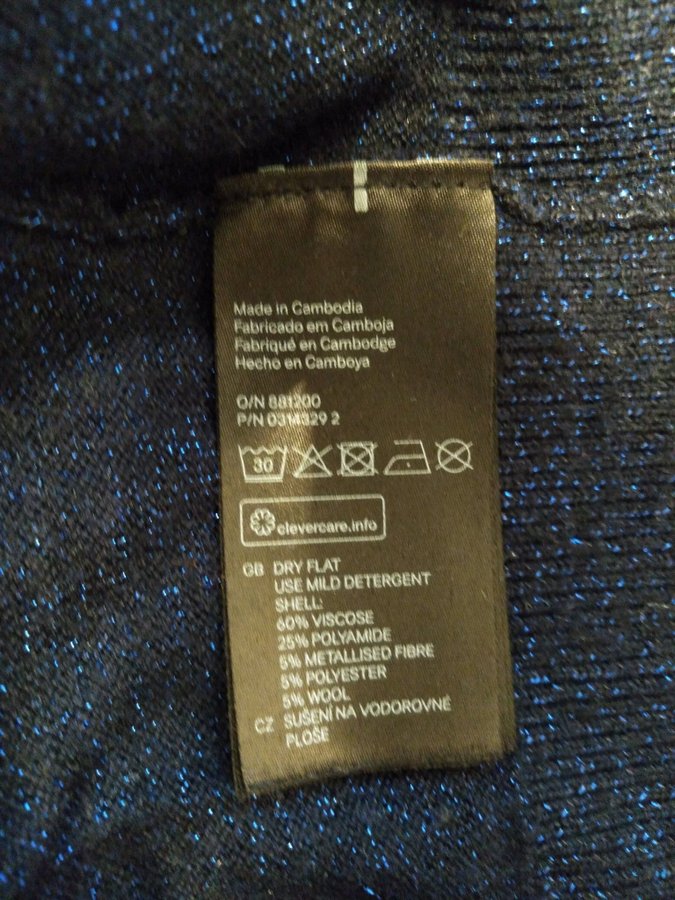 Made in Cambodia
Fabricado em Camboja
Fabriqué en Cambodge
Hecho en Camboya
O/N 881200
P/N 0314329 2
30
clevercare.info
GB DRY FLAT
USE MILD DETERGENT
SHELL:
60% VISCOSE
25% POLYAMIDE
5% METALLISED FIBRE
5% POLYESTER
5% WOOL
CZ SUŠENÍ NA VODOROVNÉ
PLOŠE